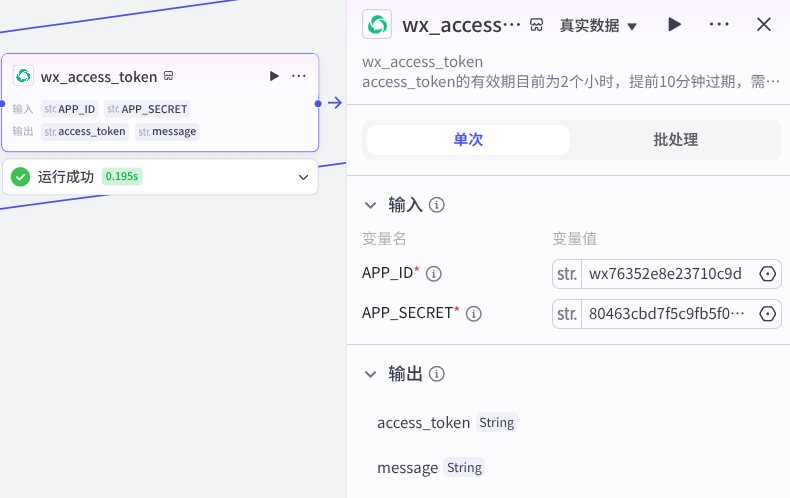 wx_access_token
输入 str. APP_ID str. APP_SECRET
输出 str. access_token str. message
运行成功 0.195s
wx_access··· 真实数据
wx_access_token
access_token的有效期目前为2个小时，提前10分钟过期，需···
单次 批处理
输入
变量名 变量值
APP_ID* str. wx76352e8e23710c9d
APP_SECRET* str. 80463cbd7f5c9fb5f0···
输出
access_token String
message String